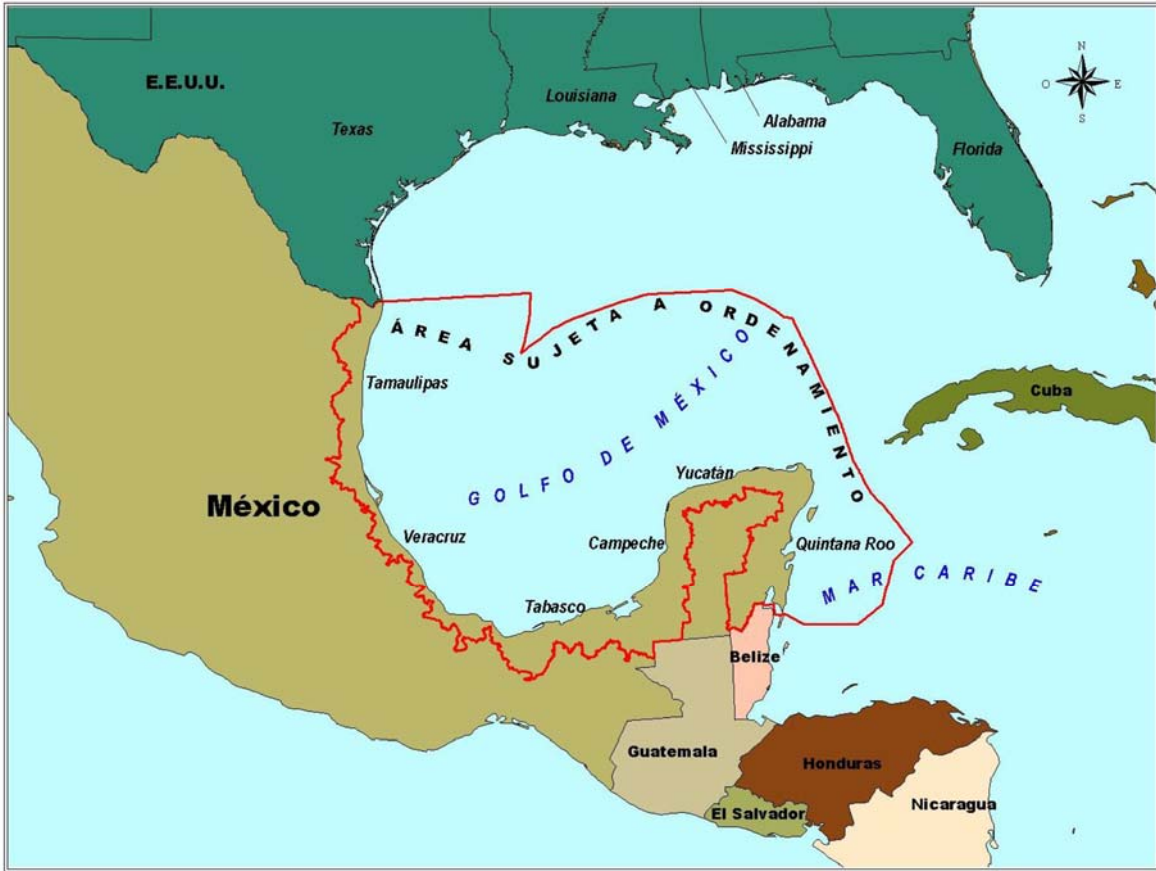 E.E.U.U.
Texas
Louisiana
Alabama
Mississippi
Florida
N
O
E
S
ÁREA SUJETA A ORDENAMIENTO
GOLFO DE MÉXICO
Tamaulipas
Cuba
México
Yucatán
Veracruz
Campeche
Quintana Roo
MAR CARIBE
Tabasco
Belize
Guatemala
Honduras
El Salvador
Nicaragua